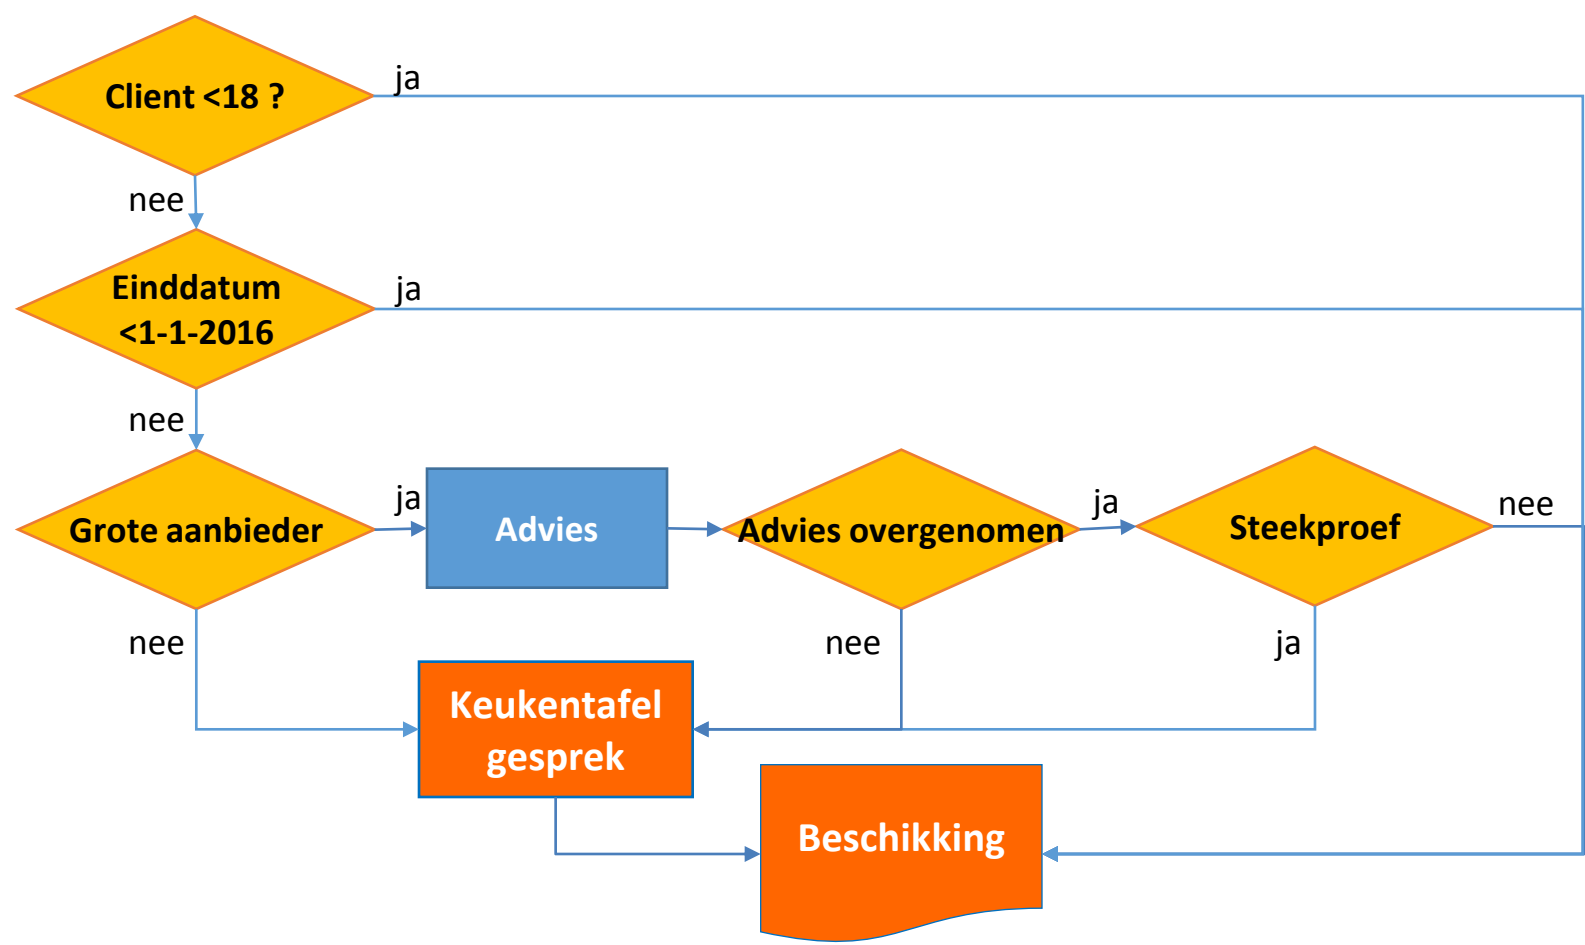 Client <18 ?
ja
nee
Einddatum
<1-1-2016
ja
nee
Grote aanbieder
ja
Advies
Advies overgenomen
ja
Steekproef
nee
nee
nee
ja
Keukentafel
gesprek
Beschikking